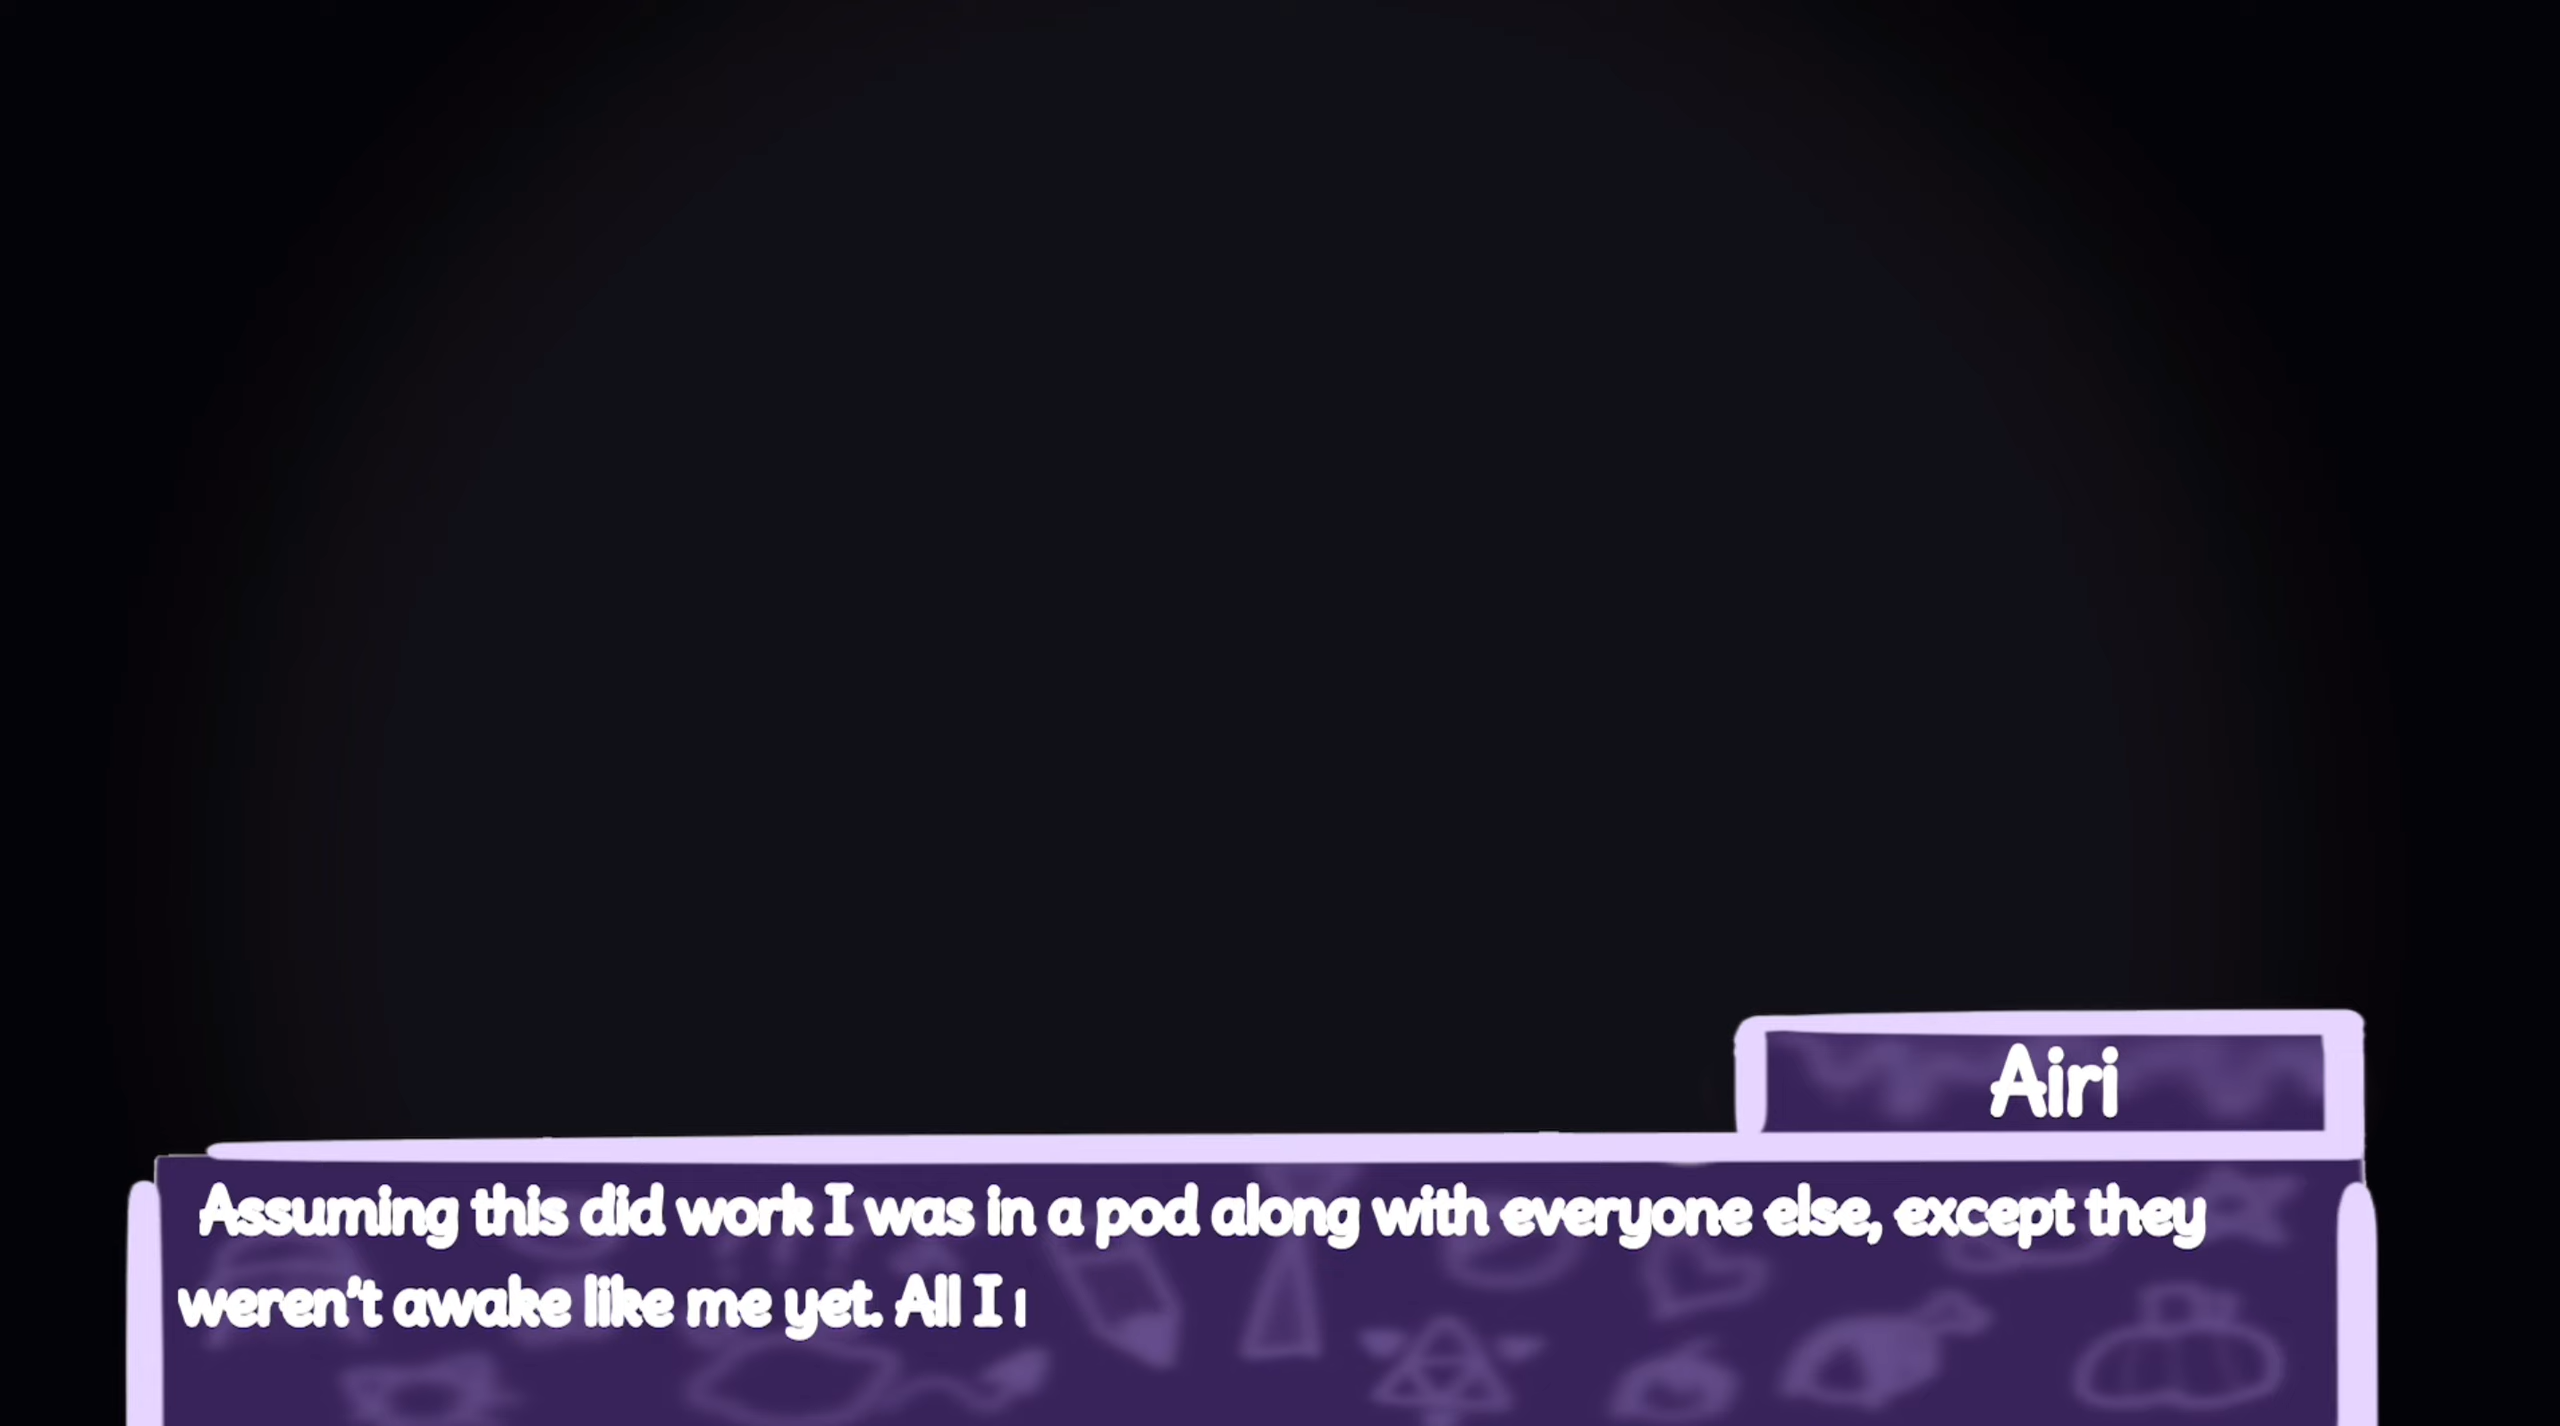 Airi
Assuming this did work I was in a pod along with everyone else, except they
weren't awake like me yet. All I